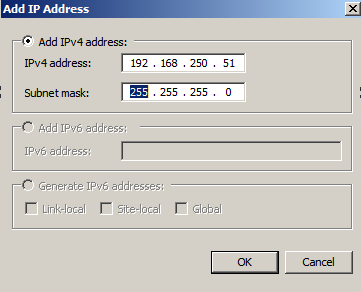 Add IP Address
Add IPv4 address:
IPv4 address: 192 . 168 . 250 . 51
Subnet mask: 255 . 255 . 255 . 0
Add IPv6 address:
IPv6 address:
Generate IPv6 addresses:
Link-local Site-local Global
OK Cancel